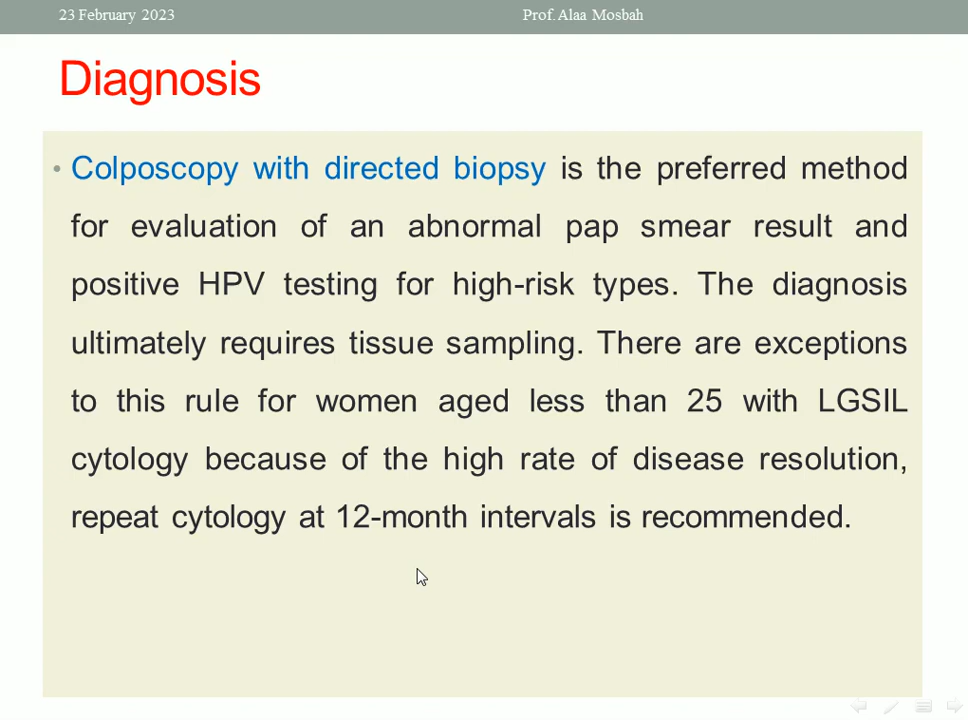 23 February 2023 Prof. Alaa Mosbah
Diagnosis
• Colposcopy with directed biopsy is the preferred method
for evaluation of an abnormal pap smear result and
positive HPV testing for high-risk types. The diagnosis
ultimately requires tissue sampling. There are exceptions
to this rule for women aged less than 25 with LGSIL
cytology because of the high rate of disease resolution,
repeat cytology at 12-month intervals is recommended.